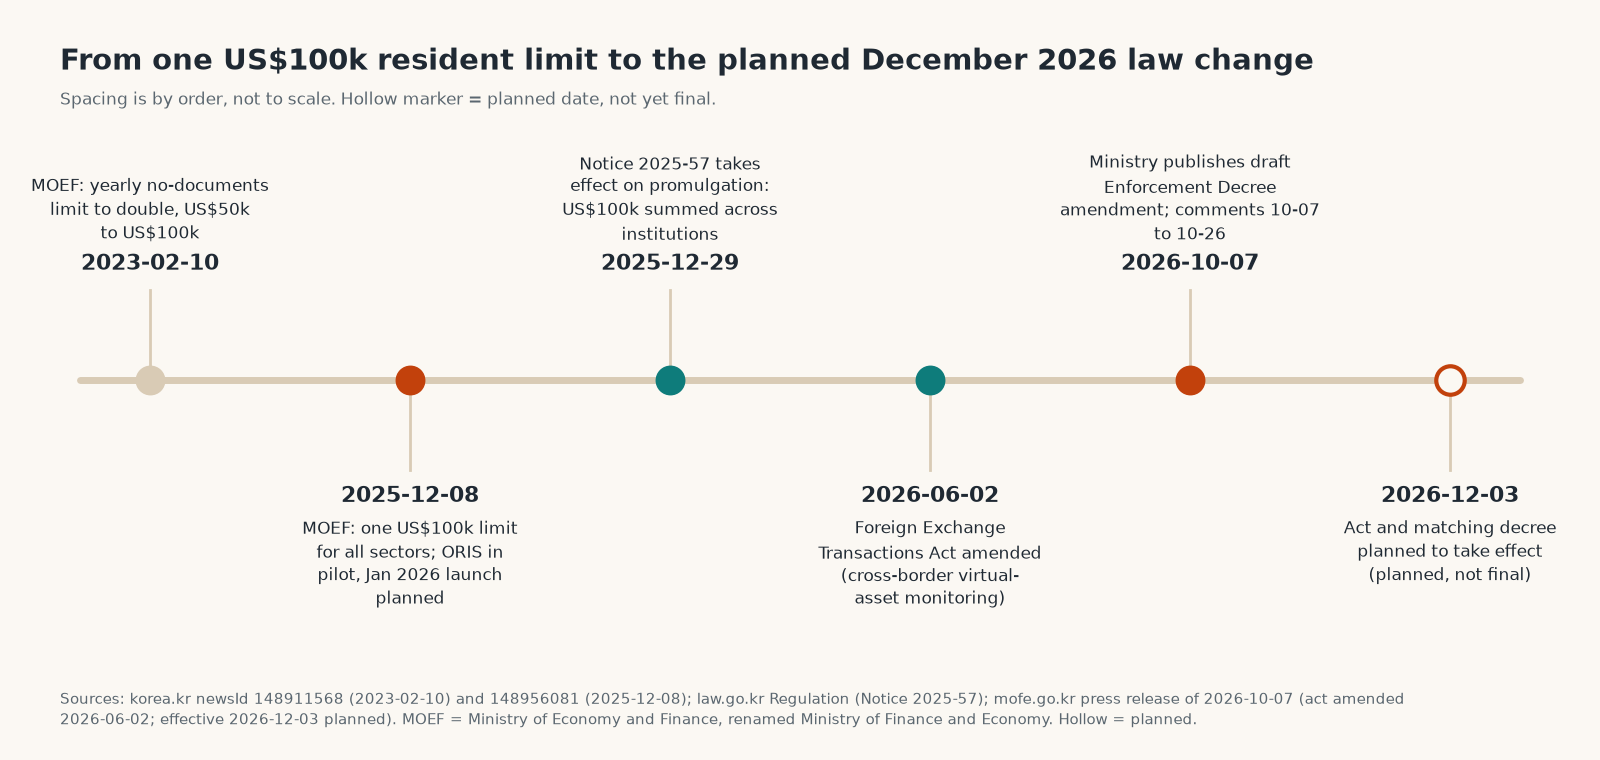 From one US$100k resident limit to the planned December 2026 law change
Spacing is by order, not to scale. Hollow marker = planned date, not yet final.
MOEF: yearly no-documents
limit to double, US$50k
to US$100k
2023-02-10
2025-12-08
MOEF: one US$100k limit
for all sectors; ORIS in
pilot, Jan 2026 launch
planned
Notice 2025-57 takes
effect on promulgation:
US$100k summed across
institutions
2025-12-29
2026-06-02
Foreign Exchange
Transactions Act amended
(cross-border virtual-
asset monitoring)
Ministry publishes draft
Enforcement Decree
amendment; comments 10-07
to 10-26
2026-10-07
2026-12-03
Act and matching decree
planned to take effect
(planned, not final)
Sources: korea.kr newsId 148911568 (2023-02-10) and 148956081 (2025-12-08); law.go.kr Regulation (Notice 2025-57); mofe.go.kr press release of 2026-10-07 (act amended
2026-06-02; effective 2026-12-03 planned). MOEF = Ministry of Economy and Finance, renamed Ministry of Finance and Economy. Hollow = planned.